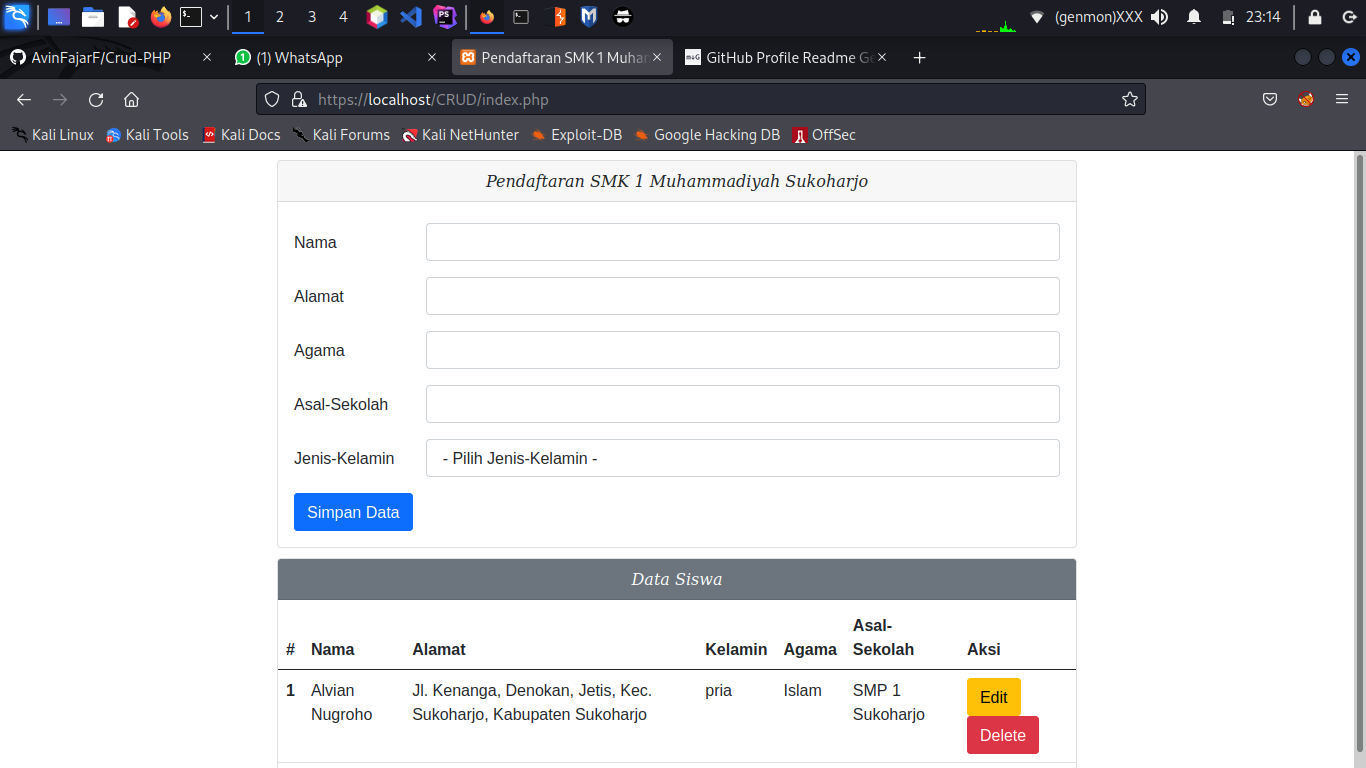 1 2 3 4 (genmon)XXX 23:14
AvinFajarF/Crud-PHP (1) WhatsApp Pendaftaran SMK 1 Muha GitHub Profile Readme Ge
https://localhost/CRUD/index.php
Kali Linux Kali Tools Kali Docs Kali Forums Kali NetHunter Exploit-DB Google Hacking DB OffSec
Pendaftaran SMK 1 Muhammadiyah Sukoharjo
Nama
Alamat
Agama
Asal-Sekolah
Jenis-Kelamin - Pilih Jenis-Kelamin -
Simpan Data
Data Siswa
# Nama Alamat Kelamin Agama Asal-Sekolah Aksi
1 Alvian Nugroho Jl. Kenanga, Denokan, Jetis, Kec. Sukoharjo, Kabupaten Sukoharjo pria Islam SMP 1 Sukoharjo Edit
Delete